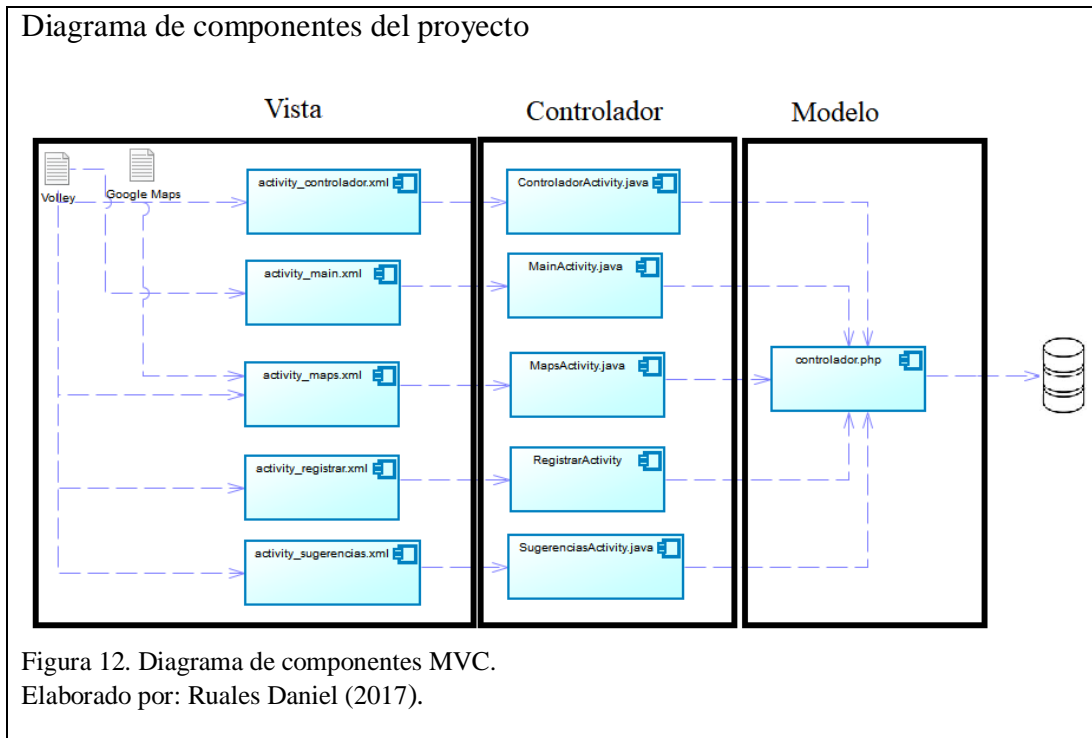 Diagrama de componentes del proyecto
Vista
Controlador
Modelo
Volley
Google Maps
activity_controlador.xml
ControladorActivity.java
activity_main.xml
MainActivity.java
activity_maps.xml
MapsActivity.java
controlador.php
activity_registrar.xml
RegistrarActivity
activity_sugerencias.xml
SugerenciasActivity.java
Figura 12. Diagrama de componentes MVC.
Elaborado por: Ruales Daniel (2017).